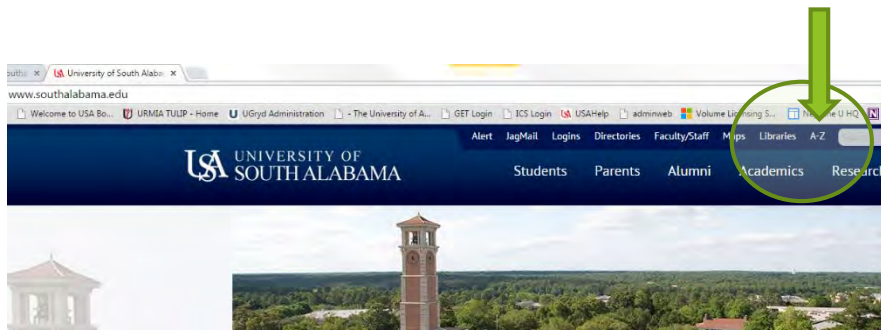 University of South Alaba
www.southalabama.edu
Welcome to USA Bo... URMIA TULIP - Home UGryd Administration - The University of A... GET Login ICS Login USAHelp adminweb Volume Licensing S... U HQ
Alert JagMail Logins Directories Faculty/Staff Maps Libraries A-Z
USA UNIVERSITY OF
SOUTH ALABAMA
Students Parents Alumni Academics Research